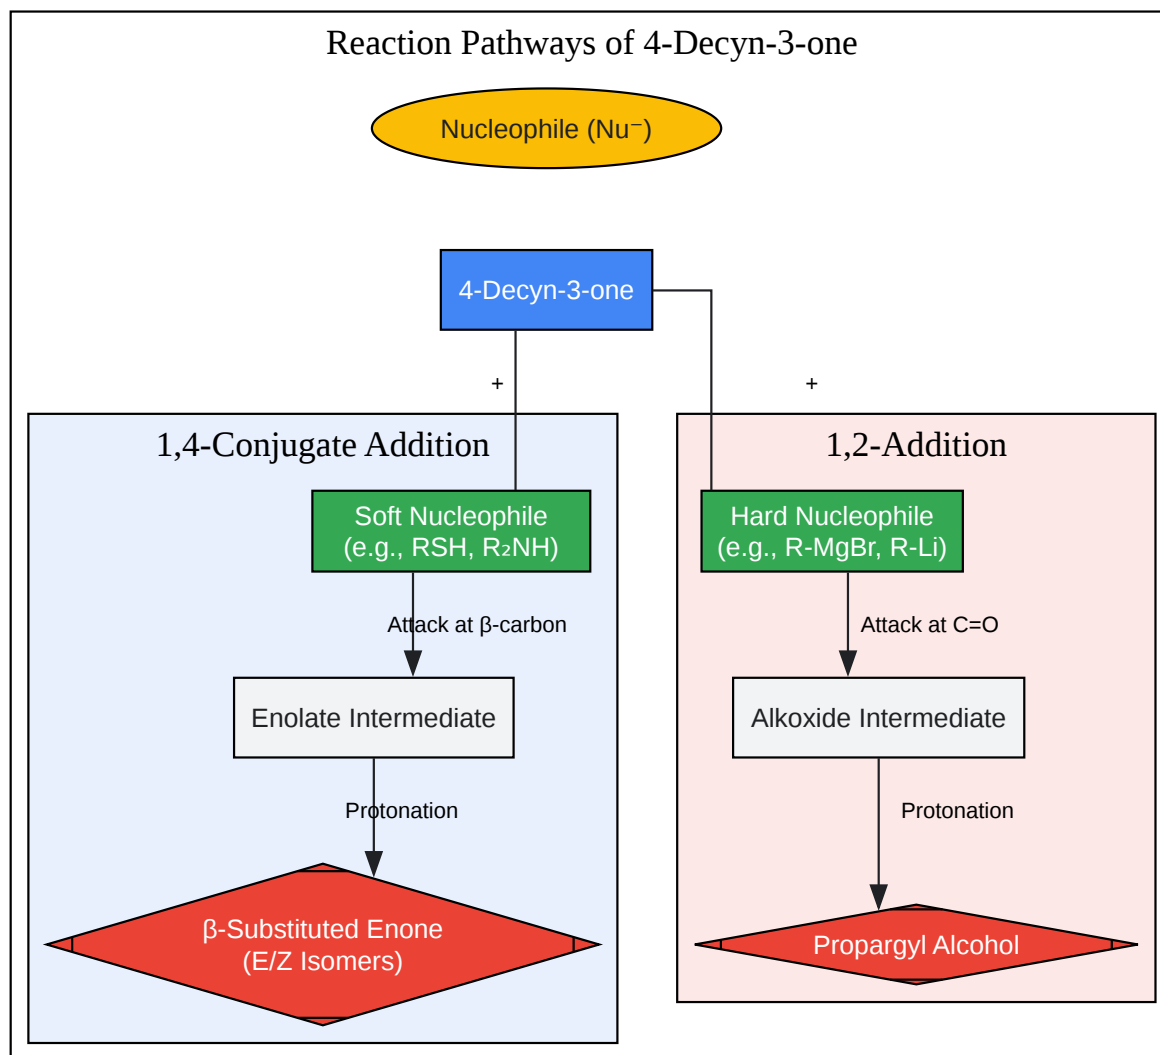 Reaction Pathways of 4-Decyn-3-one
Nucleophile (Nu⁻)
4-Decyn-3-one
+
+
1,4-Conjugate Addition
1,2-Addition
Soft Nucleophile
(e.g., RSH, R₂NH)
Hard Nucleophile
(e.g., R-MgBr, R-Li)
Attack at β-carbon
Attack at C=O
Enolate Intermediate
Alkoxide Intermediate
Protonation
Protonation
β-Substituted Enone
(E/Z Isomers)
Propargyl Alcohol